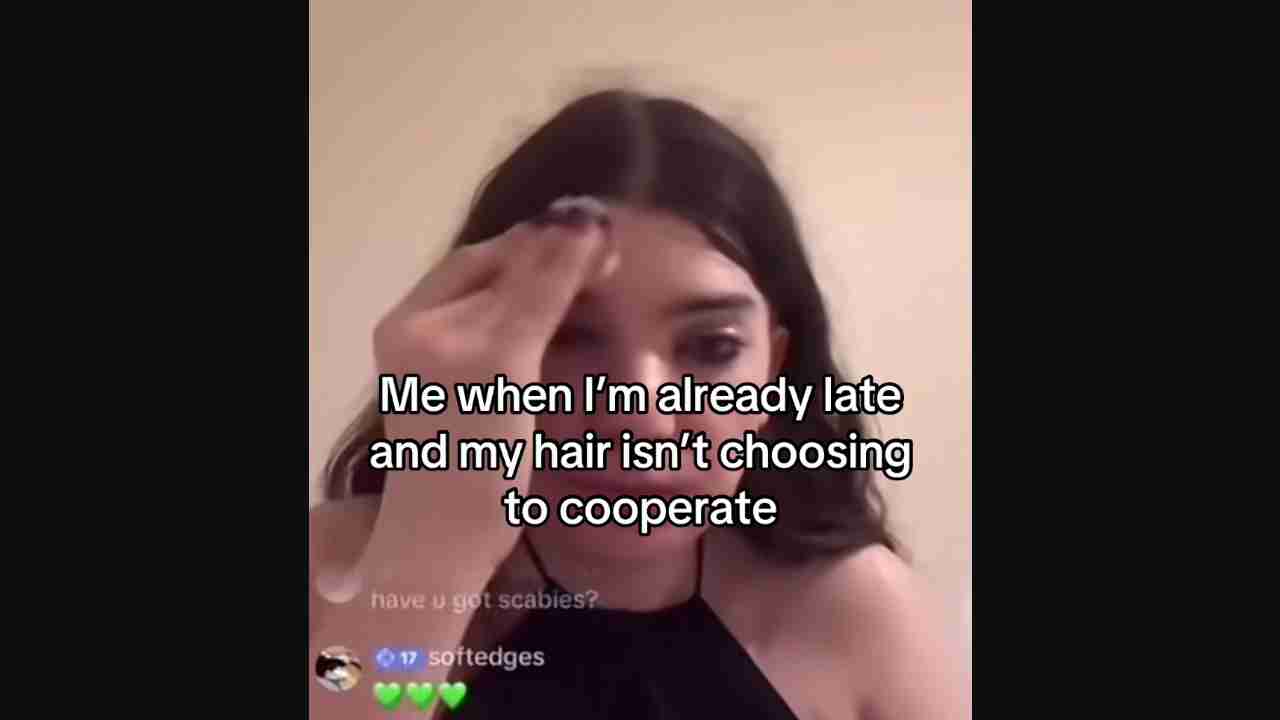 Me when I’m already late
and my hair isn’t choosing
to cooperate
have u got scabies?
17 softedges
💚💚💚